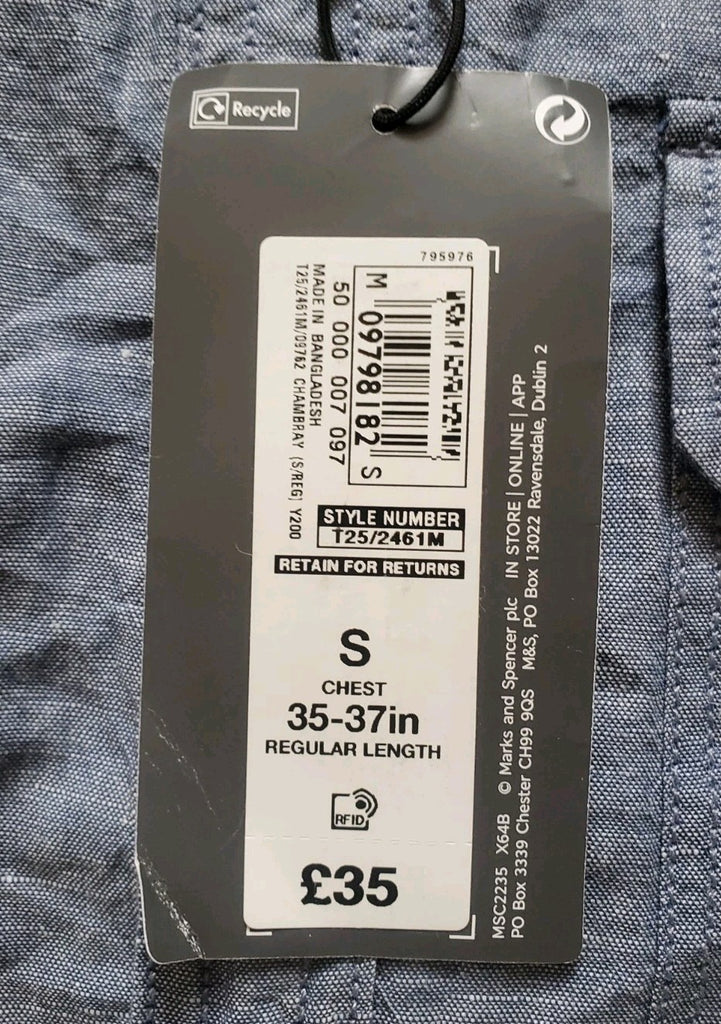 Recycle
795976
M 09798182 S
50 000 007 097
MADE IN BANGLADESH
T25/2461M/09762 CHAMBRAY (S/REG) Y200
STYLE NUMBER
T25/2461M
RETAIN FOR RETURNS
S
CHEST
35-37in
REGULAR LENGTH
RFID
£35
MSC2235 X64B © Marks and Spencer plc IN STORE | ONLINE | APP
PO Box 3339 Chester CH99 9QS M&S, PO Box 13022 Ravensdale, Dublin 2